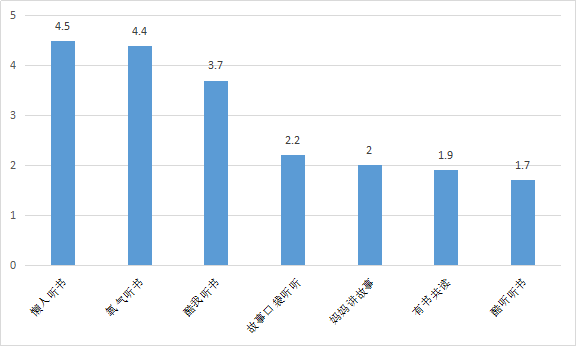 5
4
3
2
1
0
4.5
4.4
3.7
2.2
2
1.9
1.7
懒人听书
氧气听书
酷我听书
故事口袋听听
妈妈讲故事
有书共读
酷听听书